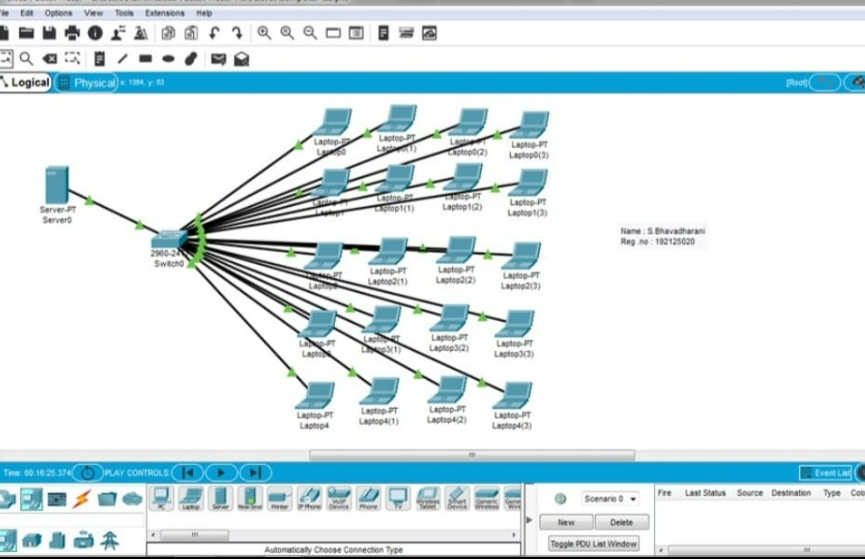 File Edit Options View Tools Extensions Help
Logical Physical x: 1384, y: 83 [Root]
Laptop-PT Laptop-PT Laptop-PT Laptop-PT
Laptop0 Laptop0(1) Laptop0(2) Laptop0(3)
Laptop-PT Laptop-PT Laptop-PT Laptop-PT
Laptop1 Laptop1(1) Laptop1(2) Laptop1(3)
Server-PT
Server0
Name : S.Bhavadharani
Reg .no : 192125020
2960-24
Switch0
Laptop-PT Laptop-PT Laptop-PT Laptop-PT
Laptop2(1) Laptop2(2) Laptop2(3)
Laptop-PT Laptop-PT Laptop-PT Laptop-PT
Laptop3(1) Laptop3(2) Laptop3(3)
Laptop-PT Laptop-PT Laptop-PT Laptop-PT
Laptop4 Laptop4(1) Laptop4(2) Laptop4(3)
Time: 00:16:25.374 PLAY CONTROLS: Event List
PC Laptop Server Printer IP Phone VoIP Device Phone TV Wireless Tablet Smart Device Generic Wireless
Scenario 0
New Delete
Toggle PDU List Window
Fire Last Status Source Destination Type
Automatically Choose Connection Type